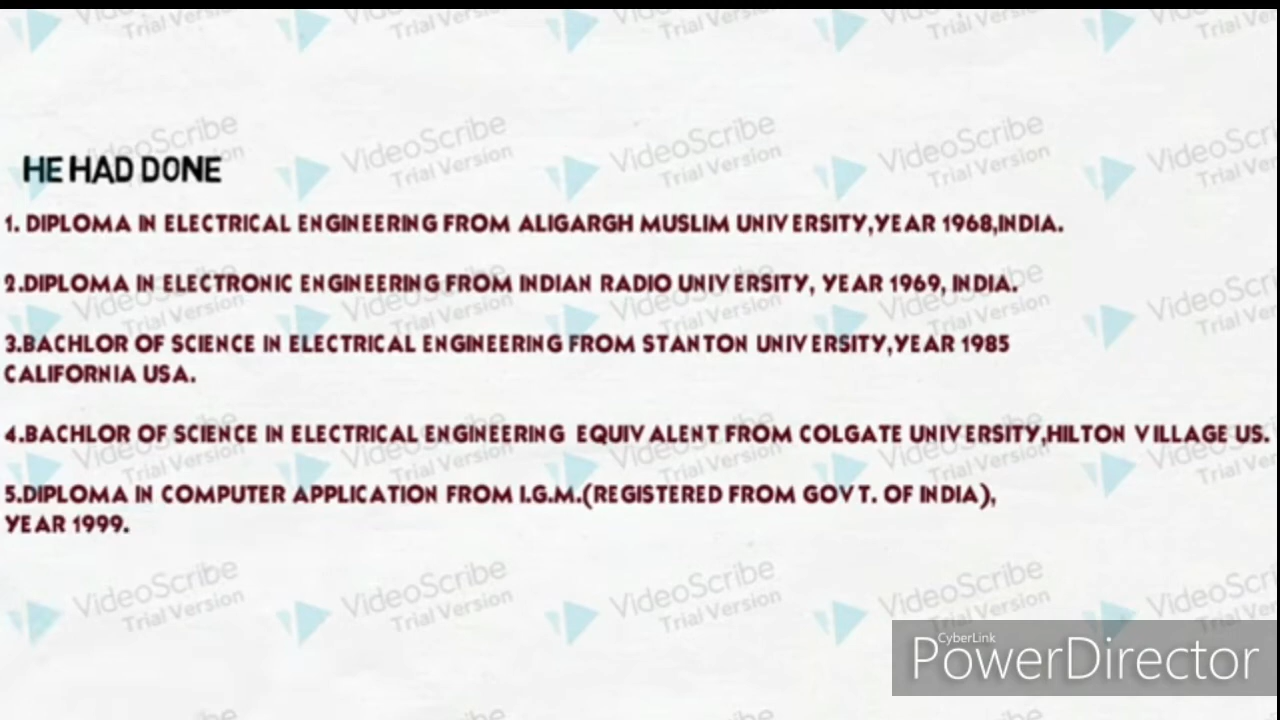 HE HAD DONE
1. DIPLOMA IN ELECTRICAL ENGINEERING FROM ALIGARGH MUSLIM UNIVERSITY,YEAR 1968,INDIA.
2.DIPLOMA IN ELECTRONIC ENGINEERING FROM INDIAN RADIO UNIVERSITY, YEAR 1969, INDIA.
3.BACHLOR OF SCIENCE IN ELECTRICAL ENGINEERING FROM STANTON UNIVERSITY,YEAR 1985
CALIFORNIA USA.
4.BACHLOR OF SCIENCE IN ELECTRICAL ENGINEERING EQUIVALENT FROM COLGATE UNIVERSITY,HILTON VILLAGE US.
5.DIPLOMA IN COMPUTER APPLICATION FROM I.G.M.(REGISTERED FROM GOVT. OF INDIA),
YEAR 1999.
VideoScribe
Trial Version
CyberLink
PowerDirector